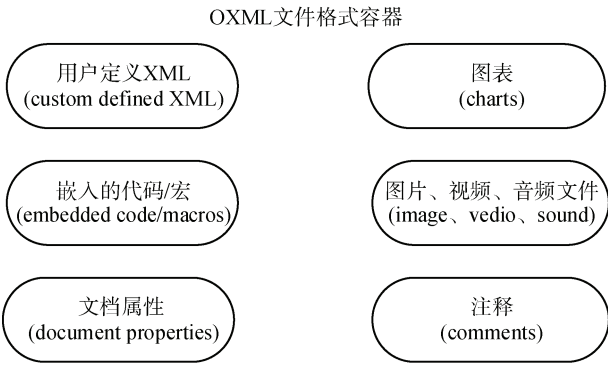 OXML文件格式容器
用户定义XML
(custom defined XML)
图表
(charts)
嵌入的代码/宏
(embedded code/macros)
图片、视频、音频文件
(image、vedio、sound)
文档属性
(document properties)
注释
(comments)